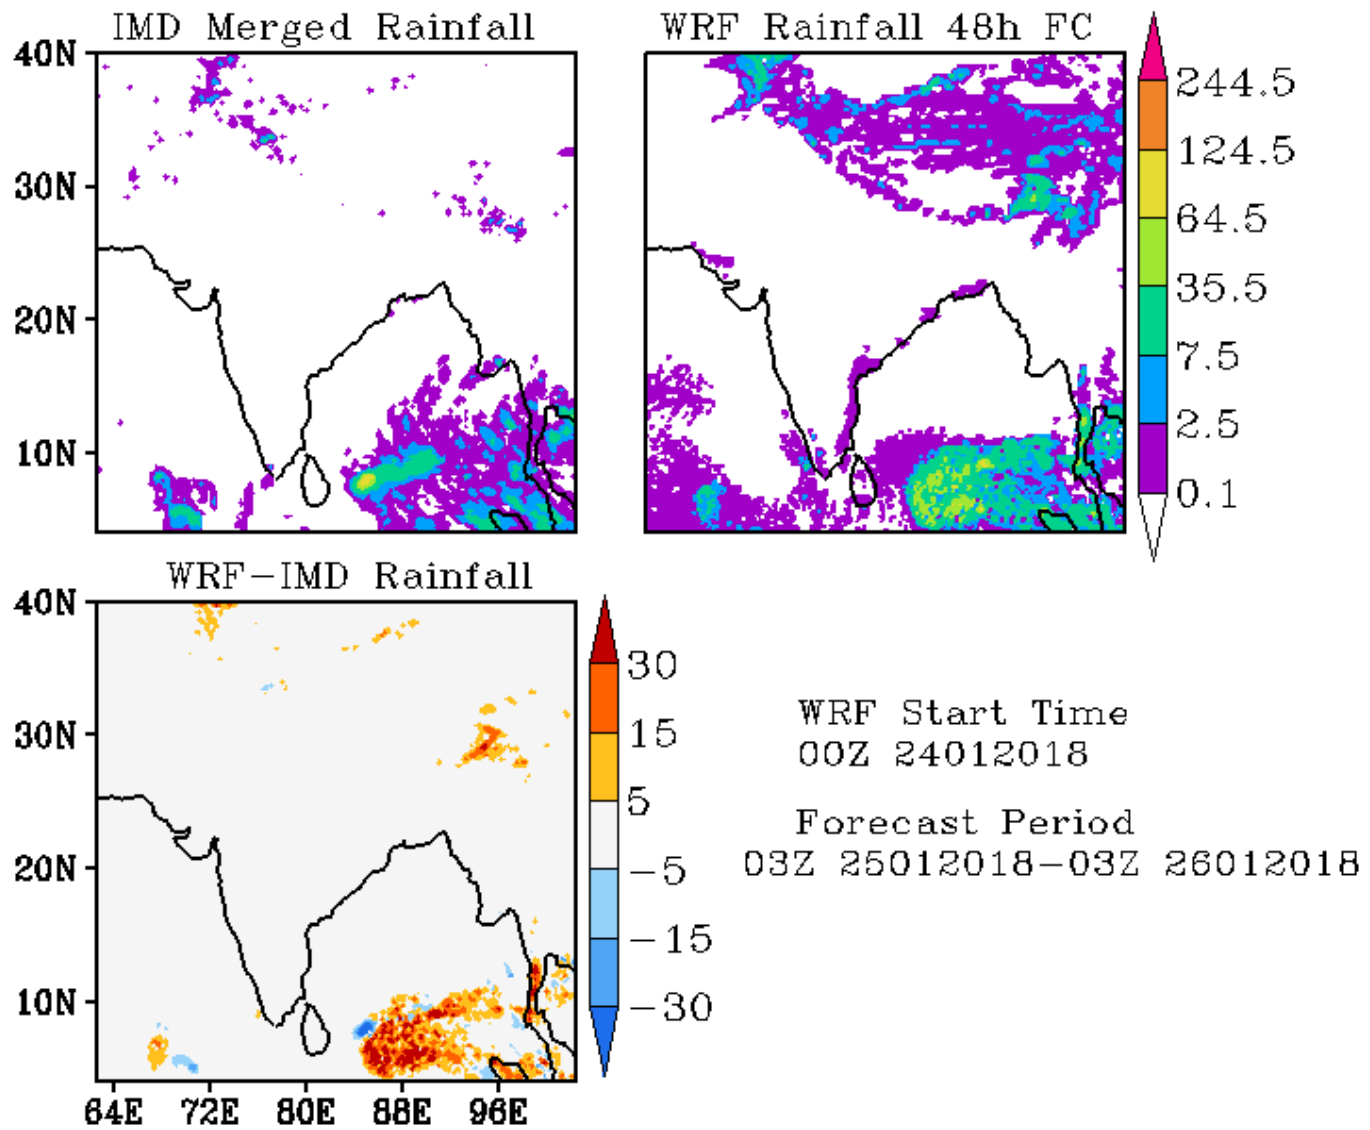 IMD Merged Rainfall
WRF Rainfall 48h FC
40N
30N
20N
10N
244.5
124.5
64.5
35.5
7.5
2.5
0.1
WRF-IMD Rainfall
40N
30N
20N
10N
64E 72E 80E 88E 96E
30
15
5
-5
-15
-30
WRF Start Time
00Z 24012018
Forecast Period
03Z 25012018-03Z 26012018